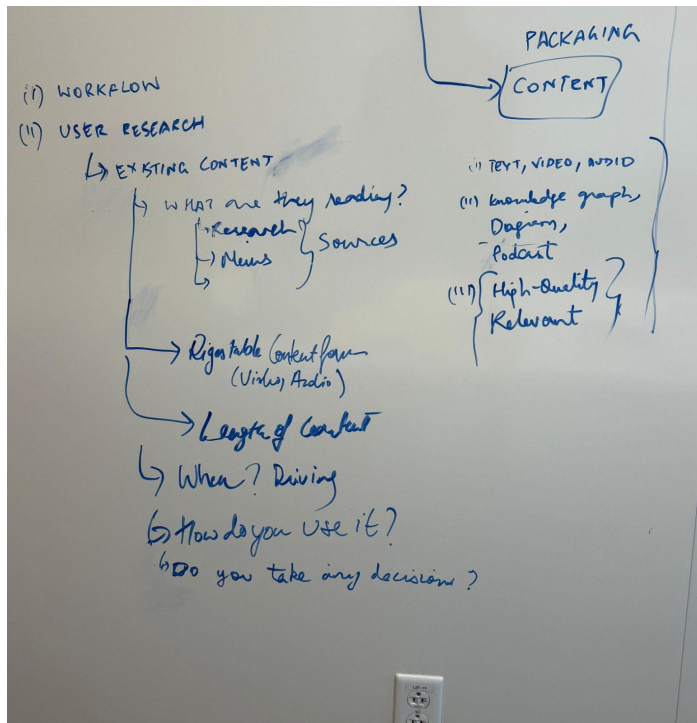 (i) WORKFLOW
(ii) USER RESEARCH
↳ EXISTING CONTENT
↳ WHAT are they reading?
↳ Research
→ News
Sources
→ Digestable Content form
(Video, Audio)
→ Length of Content
↳ When? Driving
↳ How do you use it?
↳ Do you take any decision?
PACKAGING
CONTENT
(i) TEXT, VIDEO, AUDIO
(ii) Knowledge graph,
Diagram,
Podcast
(iii) High-Quality
Relevant